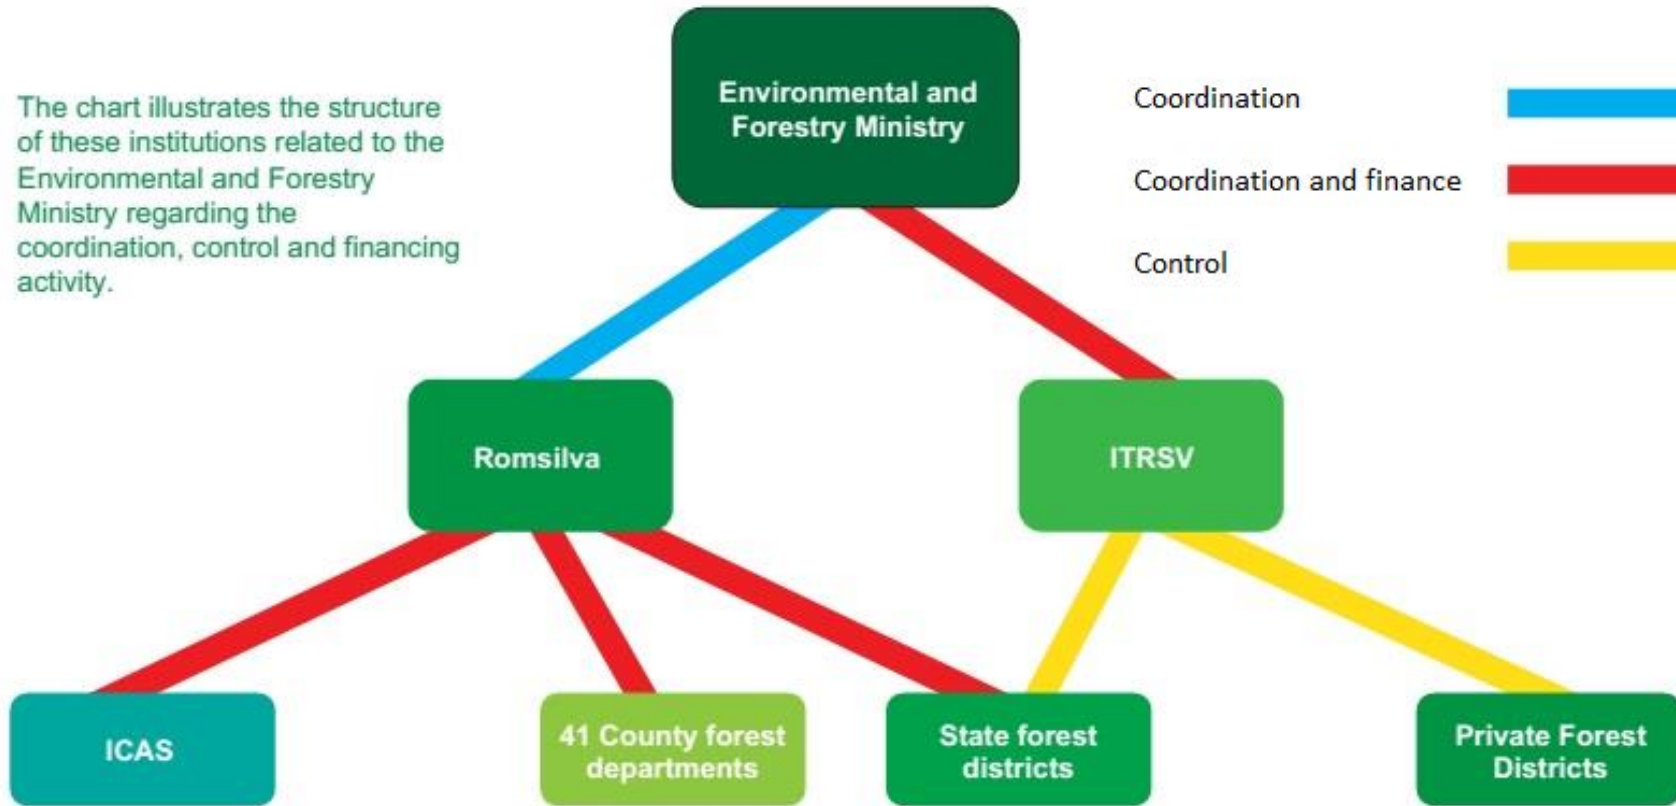 The chart illustrates the structure
of these institutions related to the
Environmental and Forestry
Ministry regarding the
coordination, control and financing
activity.
Environmental and
Forestry Ministry
Coordination
Coordination and finance
Control
Romsilva
ITRSV
ICAS
41 County forest
departments
State forest
districts
Private Forest
Districts